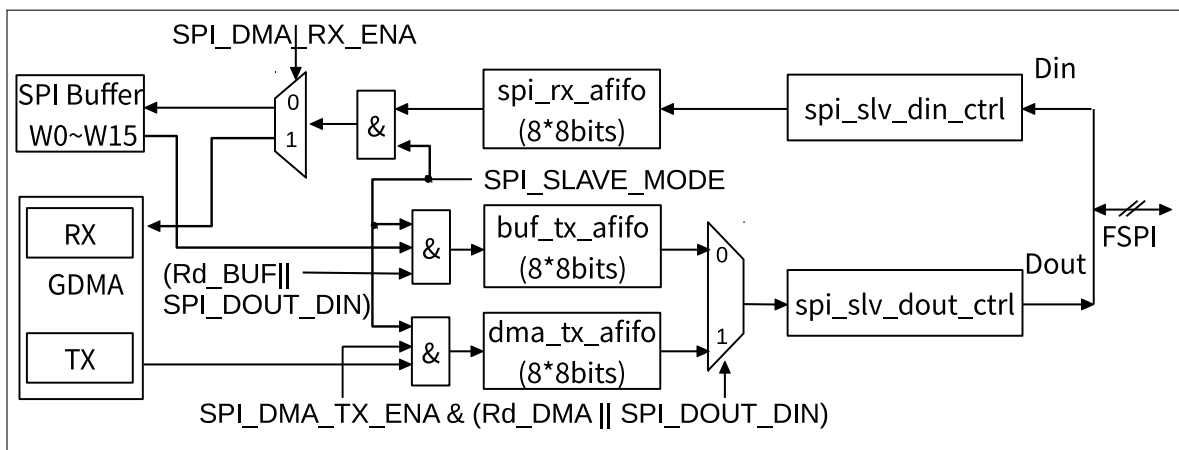 SPI_DMA_RX_ENA
SPI Buffer
W0~W15
0
1
&
spi_rx_afifo
(8*8bits)
spi_slv_din_ctrl
Din
SPI_SLAVE_MODE
RX
GDMA
TX
(Rd_BUF||
SPI_DOUT_DIN)
&
buf_tx_afifo
(8*8bits)
&
dma_tx_afifo
(8*8bits)
0
1
spi_slv_dout_ctrl
Dout
FSPI
SPI_DMA_TX_ENA & (Rd_DMA || SPI_DOUT_DIN)